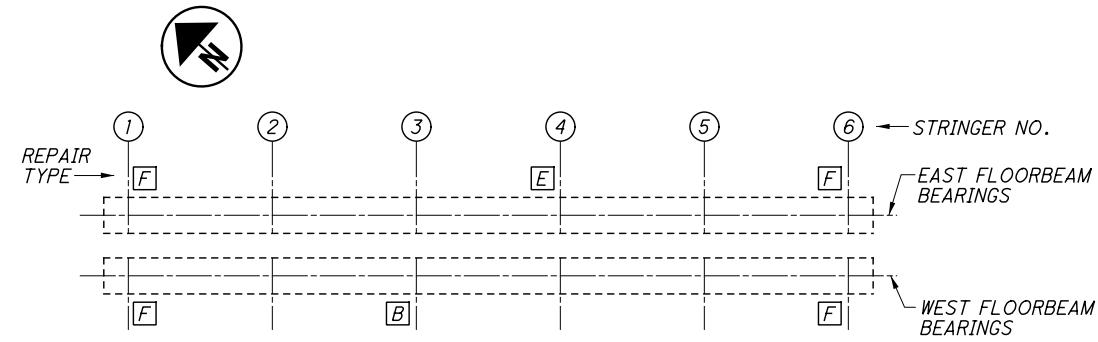 N
1 2 3 4 5 6 STRINGER NO.
REPAIR
TYPE
F E F
EAST FLOORBEAM
BEARINGS
F B F
WEST FLOORBEAM
BEARINGS